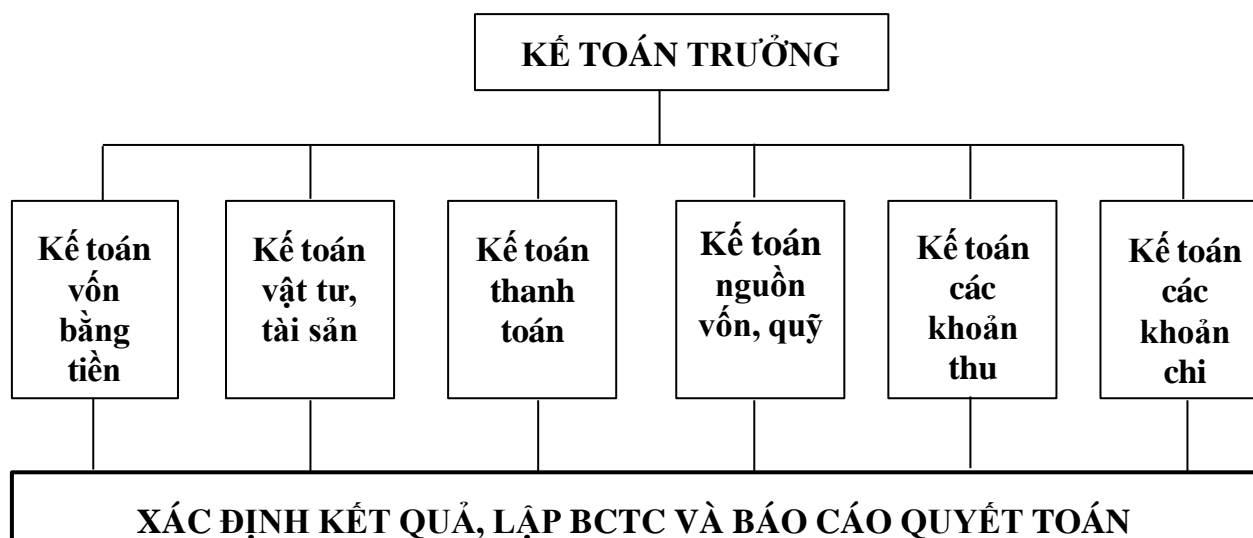 KẾ TOÁN TRƯỞNG
Kế toán
vốn
bằng
tiền
Kế toán
vật tư,
tài sản
Kế toán
thanh
toán
Kế toán
nguồn
vốn, quỹ
Kế toán
các
khoản
thu
Kế toán
các
khoản
chi
XÁC ĐỊNH KẾT QUẢ, LẬP BCTC VÀ BÁO CÁO QUYẾT TOÁN